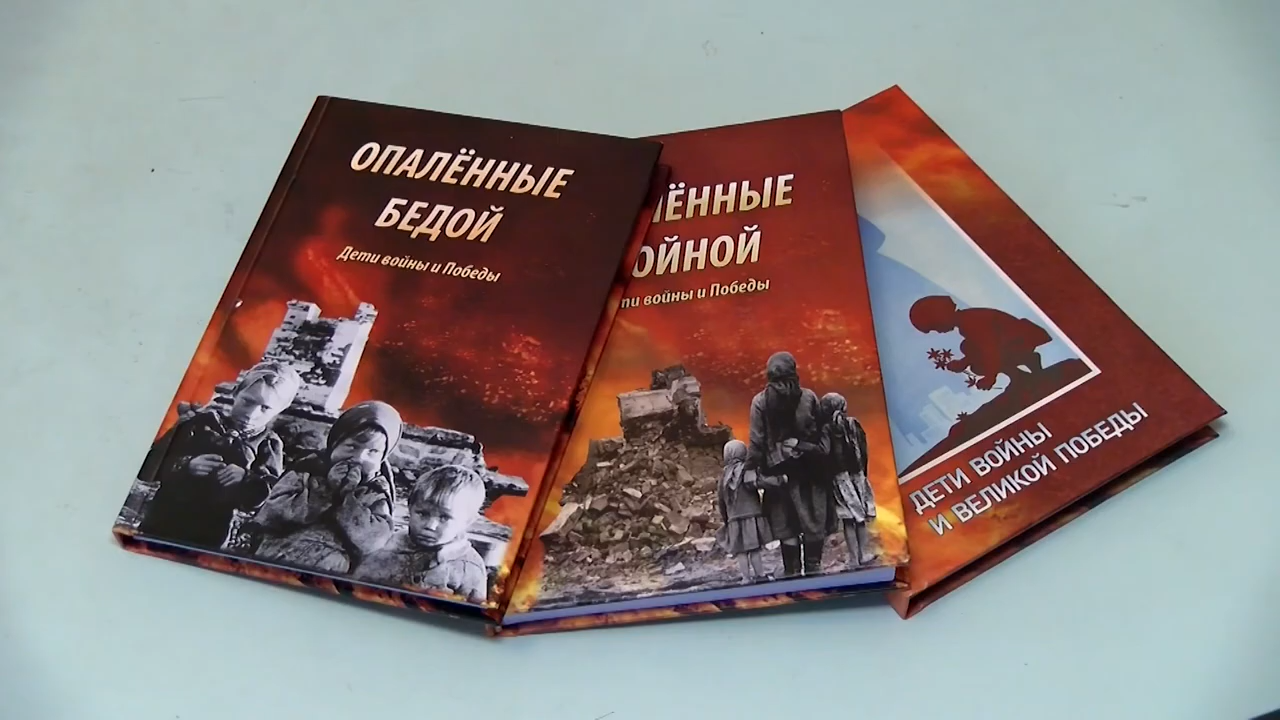 ОПАЛЁННЫЕ
БЕДОЙ
Дети войны и Победы
ЛЁННЫЕ
ОЙНОЙ
ти войны и Победы
ДЕТИ ВОЙНЫ
И ВЕЛИКОЙ ПОБЕДЫ